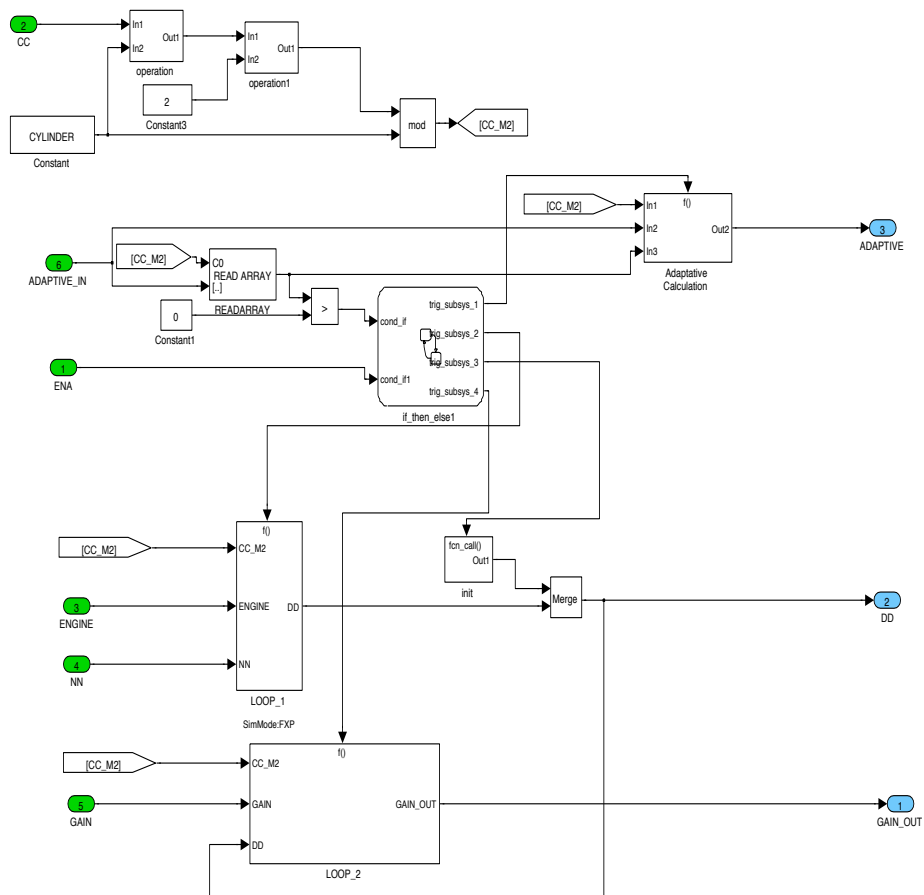 2
CC
In1
In2
Out1
operation
In1
In2
Out1
operation1
2
Constant3
CYLINDER
Constant
mod
[CC_M2]
[CC_M2]
f()
In1
In2
In3
Out2
Adaptative
Calculation
3
ADAPTIVE
6
ADAPTIVE_IN
[CC_M2]
C0
READ ARRAY
[..]
READARRAY
0
Constant1
>
cond_if
cond_if1
trig_subsys_1
trig_subsys_2
trig_subsys_3
trig_subsys_4
if_then_else1
1
ENA
[CC_M2]
f()
CC_M2
ENGINE
NN
DD
LOOP_1
SimMode:FXP
3
ENGINE
4
NN
fcn_call()
Out1
init
Merge
2
DD
[CC_M2]
f()
CC_M2
GAIN
DD
GAIN_OUT
LOOP_2
5
GAIN
1
GAIN_OUT